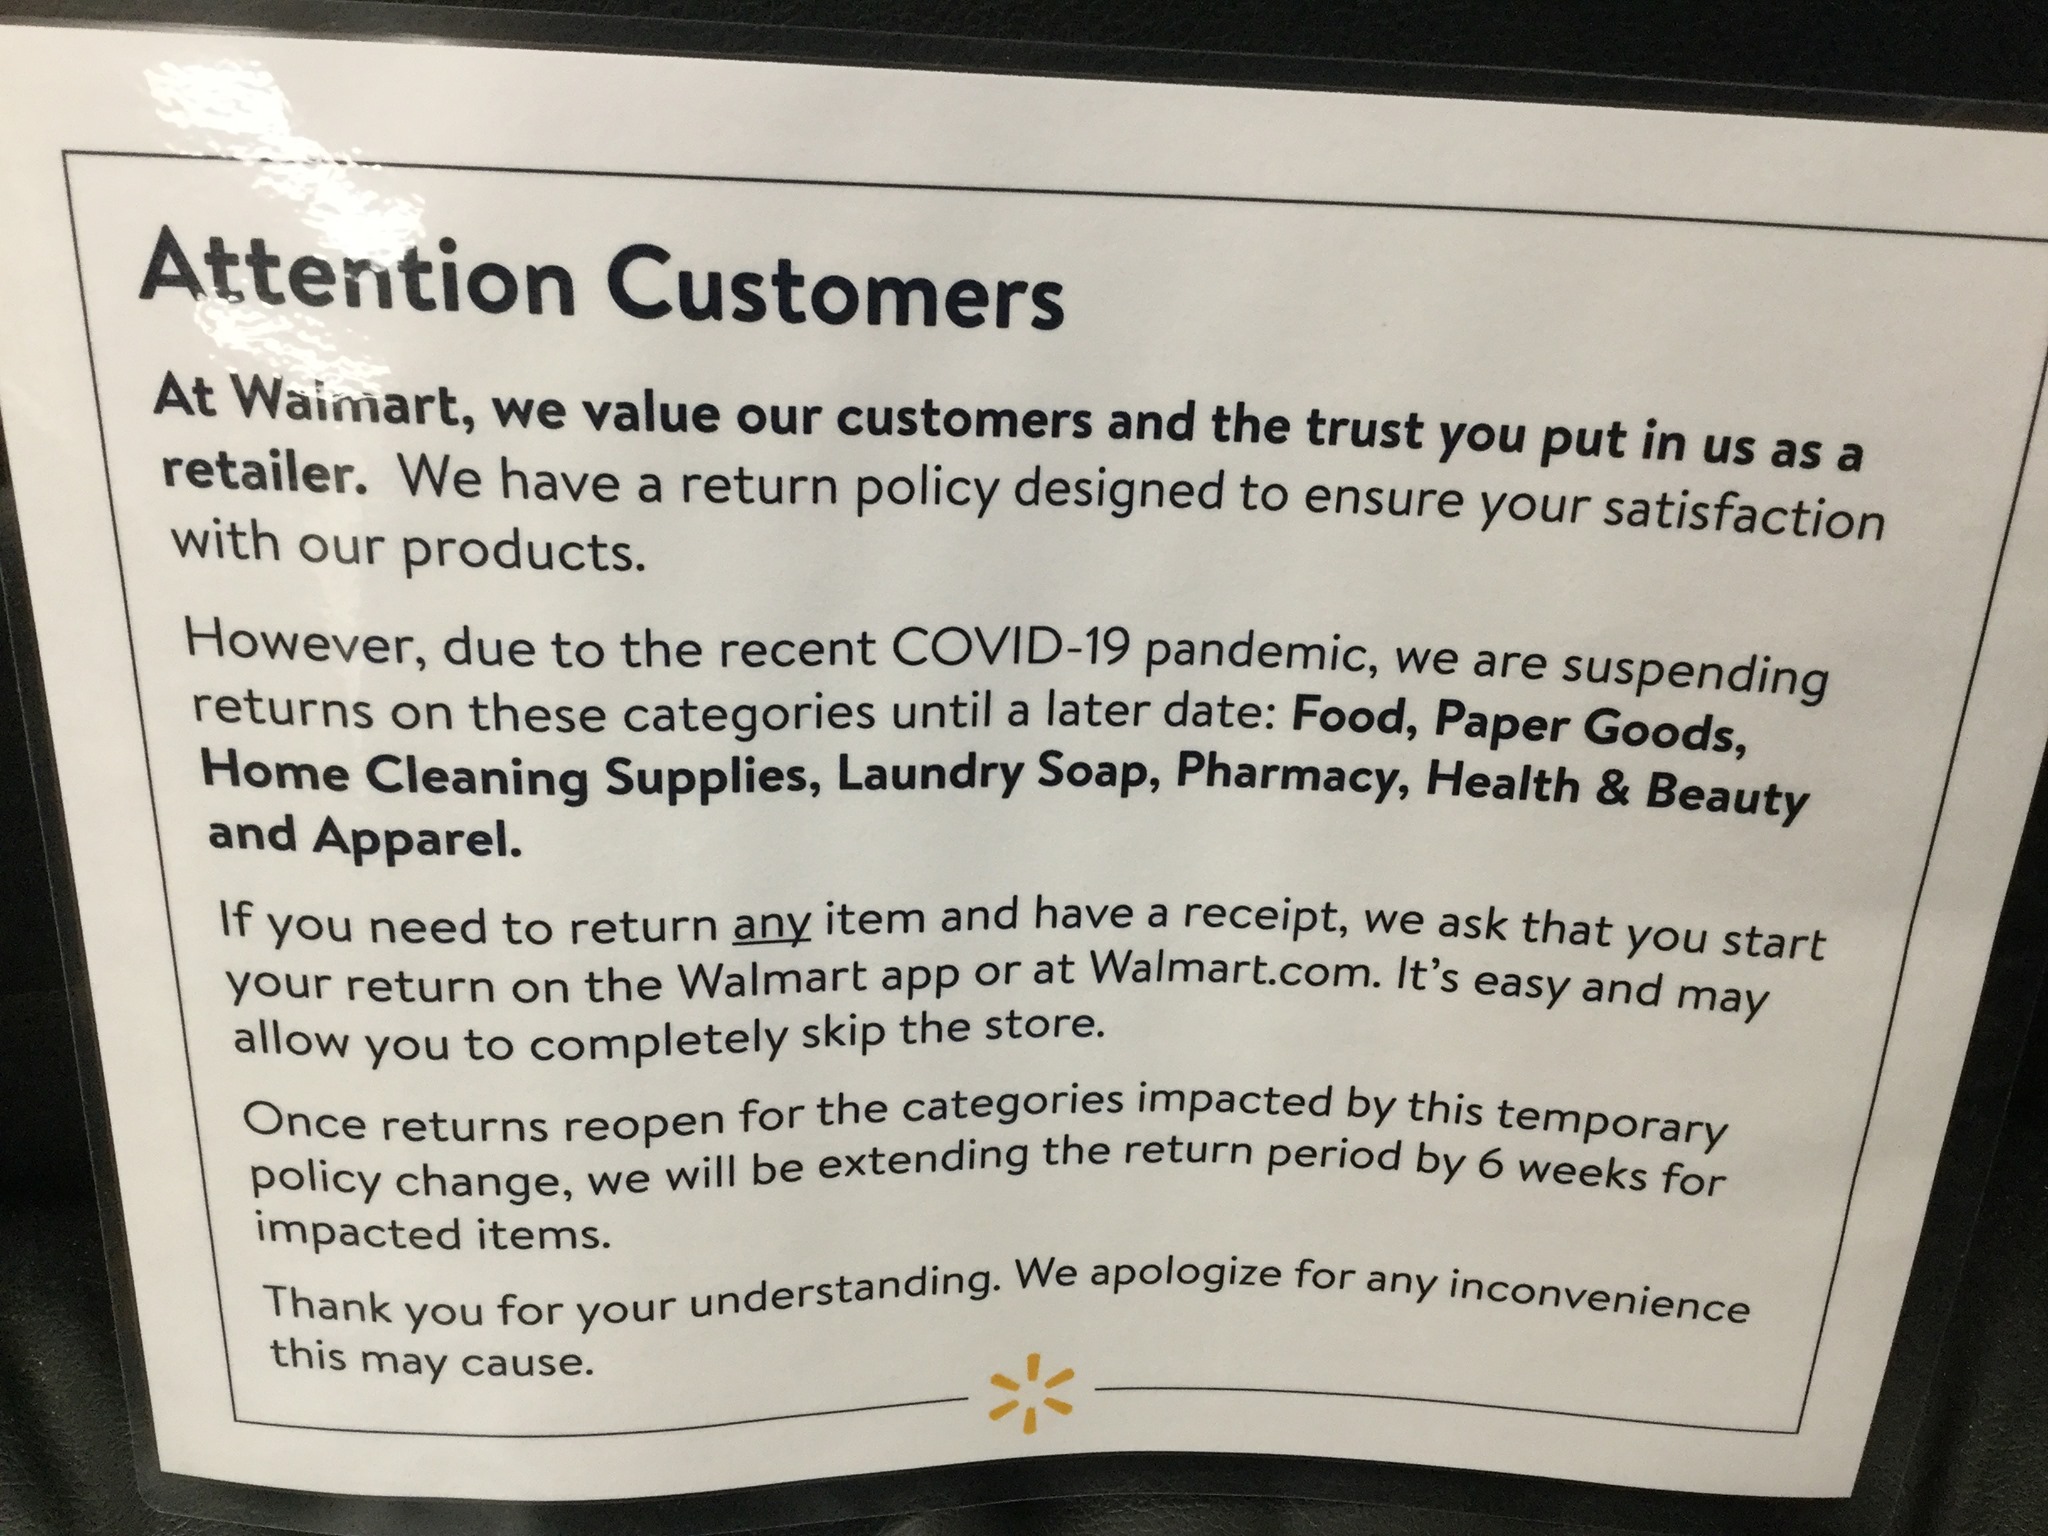 Attention Customers
At Walmart, we value our customers and the trust you put in us as a
retailer. We have a return policy designed to ensure your satisfaction
with our products.
However, due to the recent COVID-19 pandemic, we are suspending
returns on these categories until a later date: Food, Paper Goods,
Home Cleaning Supplies, Laundry Soap, Pharmacy, Health & Beauty
and Apparel.
If you need to return any item and have a receipt, we ask that you start
your return on the Walmart app or at Walmart.com. It's easy and may
allow you to completely skip the store.
Once returns reopen for the categories impacted by this temporary
policy change, we will be extending the return period by 6 weeks for
impacted items.
Thank you for your understanding. We apologize for any inconvenience
this may cause.